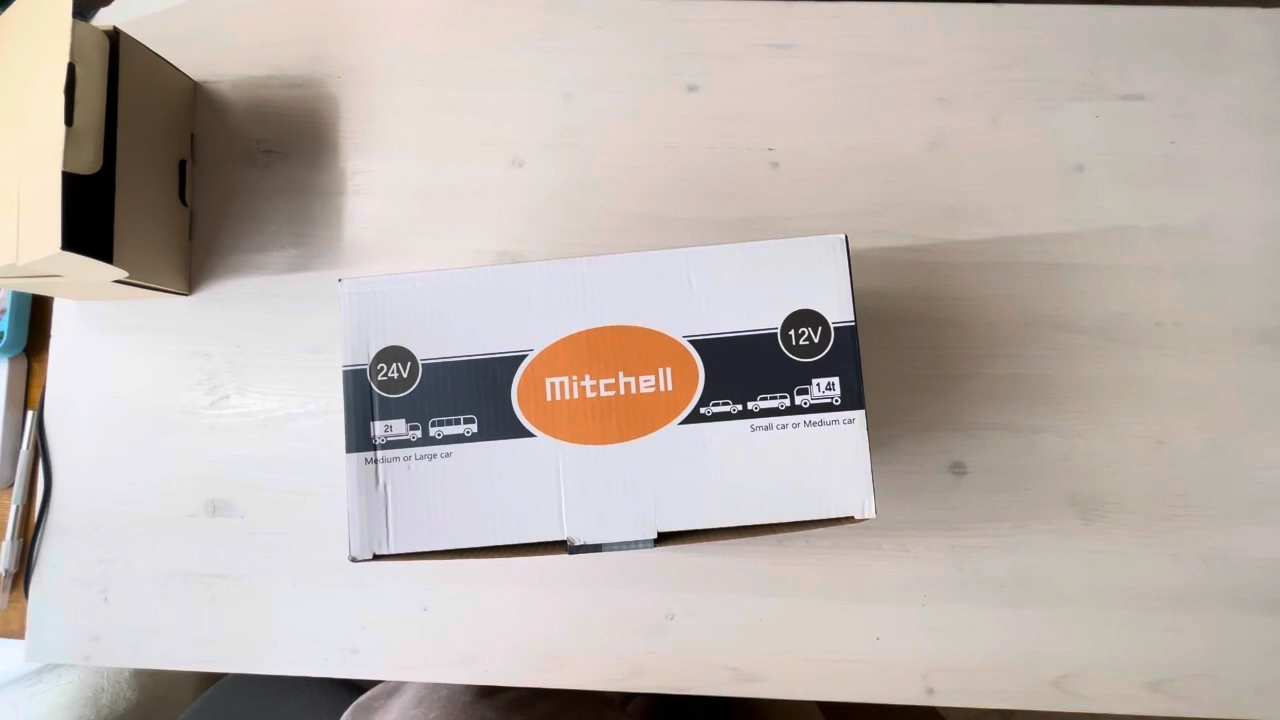 24V
2t
Medium or Large car
Mitchell
12V
1.4t
Small car or Medium car